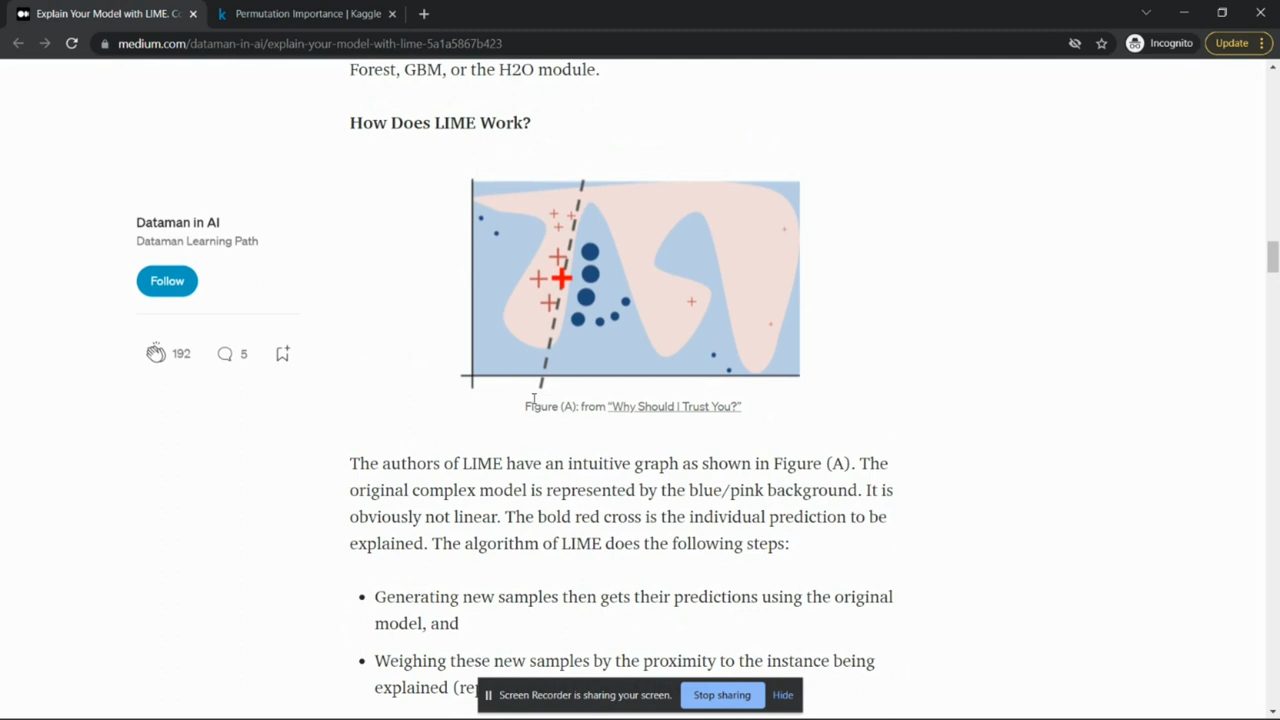 Explain Your Model with LIME. Co
Permutation Importance | Kaggle
medium.com/dataman-in-ai/explain-your-model-with-lime-5a1a5867b423
Incognito
Update
Forest, GBM, or the H2O module.
How Does LIME Work?
Dataman in AI
Dataman Learning Path
Follow
192
5
Figure (A): from “Why Should I Trust You?”
The authors of LIME have an intuitive graph as shown in Figure (A). The
original complex model is represented by the blue/pink background. It is
obviously not linear. The bold red cross is the individual prediction to be
explained. The algorithm of LIME does the following steps:
• Generating new samples then gets their predictions using the original
model, and
• Weighing these new samples by the proximity to the instance being
explained (re
Screen Recorder is sharing your screen.
Stop sharing
Hide